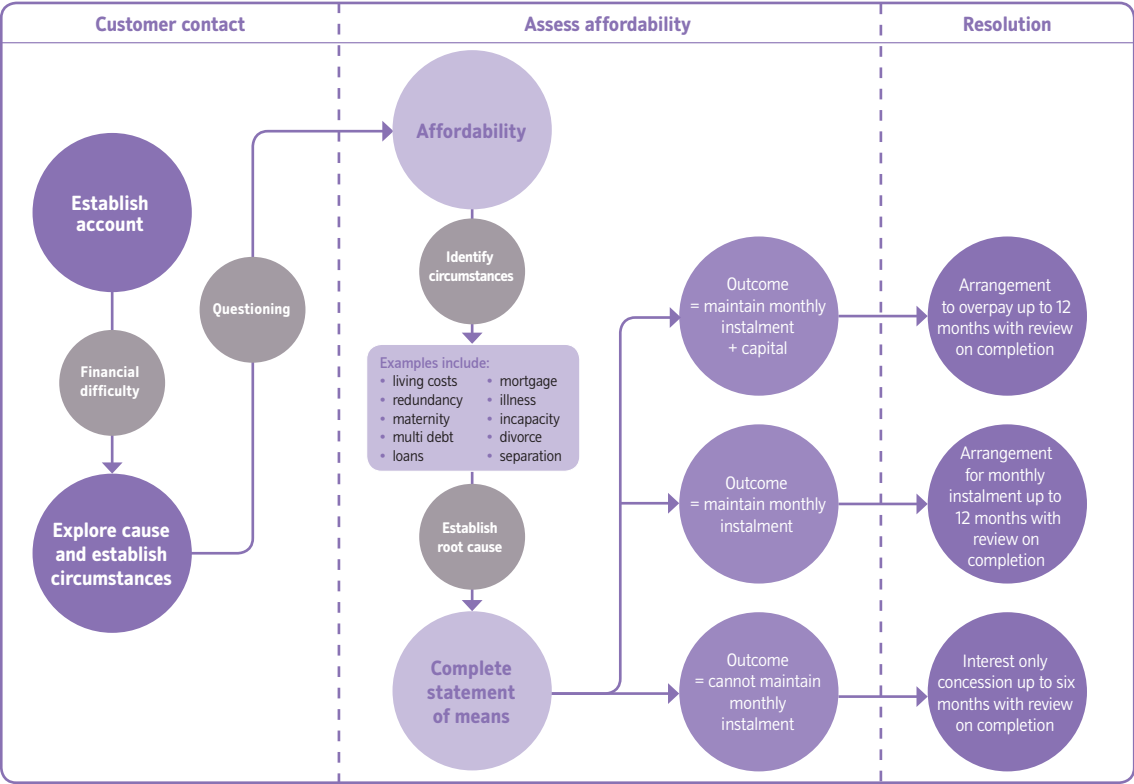 Customer contact
Assess affordability
Resolution
Establish
account
Financial
difficulty
Explore cause
and establish
circumstances
Questioning
Affordability
Identify
circumstances
Examples include:
• living costs
• redundancy
• maternity
• multi debt
• loans
• mortgage
• illness
• incapacity
• divorce
• separation
Establish
root cause
Complete
statement
of means
Outcome
= maintain monthly
instalment
+ capital
Outcome
= maintain monthly
instalment
Outcome
= cannot maintain
monthly
instalment
Arrangement
to overpay up to 12
months with review
on completion
Arrangement
for monthly
instalment up to
12 months with
review on
completion
Interest only
concession up to six
months with review
on completion